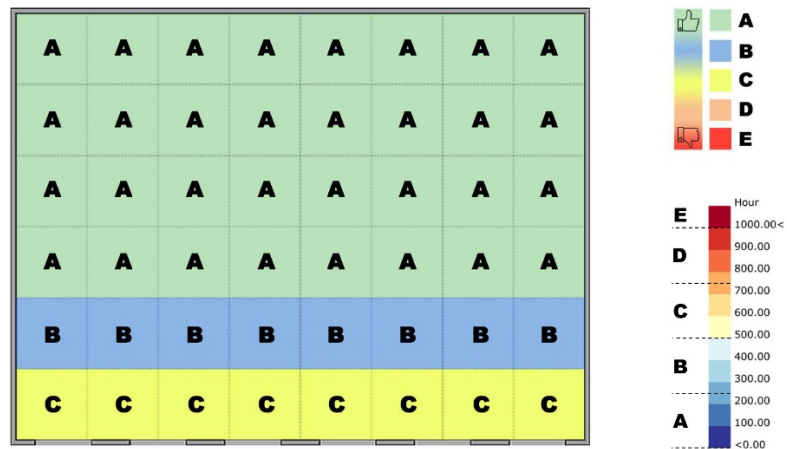 A A A A A A A A
A A A A A A A A
A A A A A A A A
A A A A A A A A
B B B B B B B B
C C C C C C C C
A
B
C
D
E
Hour
E
1000.00<
900.00
D
800.00
700.00
C
600.00
500.00
400.00
B
300.00
200.00
A
100.00
<0.00